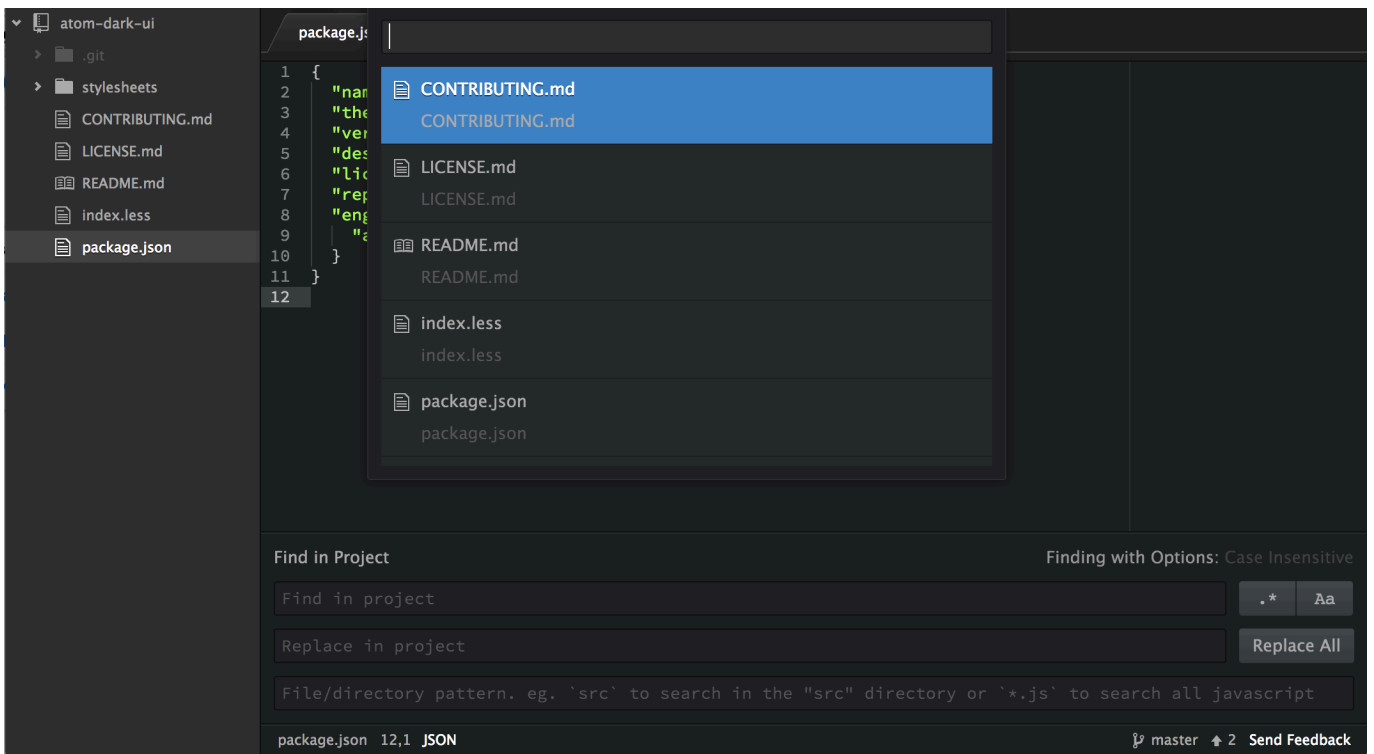 atom-dark-ui
.git
stylesheets
CONTRIBUTING.md
LICENSE.md
README.md
index.less
package.json
package.js
1 {
2 "nam
3 "the
4 "ver
5 "des
6 "lic
7 "rep
8 "eng
9 "a
10 }
11 }
12
CONTRIBUTING.md
CONTRIBUTING.md
LICENSE.md
LICENSE.md
README.md
README.md
index.less
index.less
package.json
package.json
Find in Project
Finding with Options: Case Insensitive
Find in project
.* Aa
Replace in project
Replace All
File/directory pattern. eg. `src` to search in the "src" directory or `*.js` to search all javascript
package.json 12,1 JSON
master 2 Send Feedback